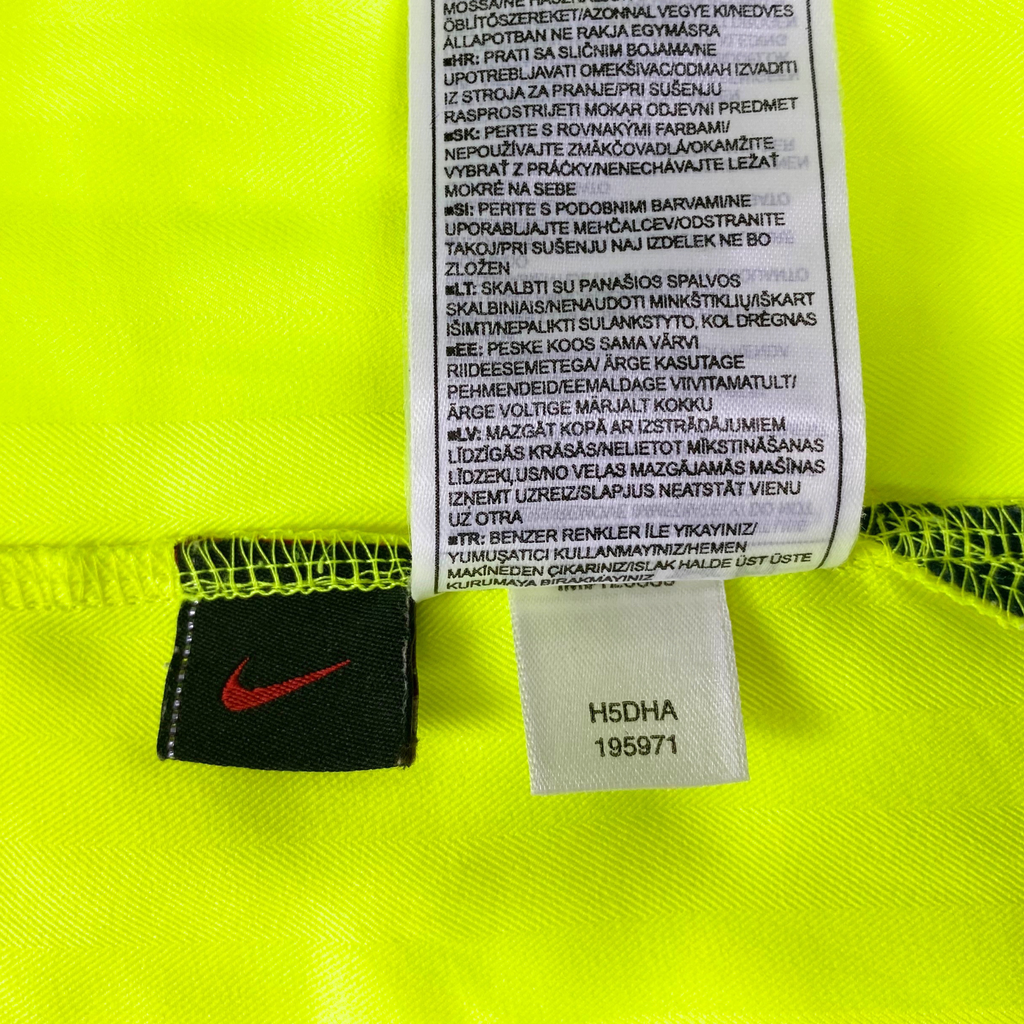 ÖBLÍTŐSZEREKET/AZONNAL VEGYE KI/NEDVES
ÁLLAPOTBAN NE RAKJA EGYMÁSRA
■HR: PRATI SA SLIČNIM BOJAMA/NE
UPOTREBLJAVATI OMEKŠIVAC/ODMAH IZVADITI
IZ STROJA ZA PRANJE/PRI SUŠENJU
RASPROSTRIJETI MOKAR ODJEVNI PREDMET
■SK: PERTE S ROVNAKÝMI FARBAMI/
NEPOUŽÍVAJTE ZMÄKČOVADLÁ/OKAMŽITE
VYBRAŤ Z PRÁČKY/NENECHÁVAJTE LEŽAŤ
MOKRÉ NA SEBE
■SI: PERITE S PODOBNIMI BARVAMI/NE
UPORABLJAJTE MEHČALCEV/ODSTRANITE
TAKOJ/PRI SUŠENJU NAJ IZDELEK NE BO
ZLOŽEN
■LT: SKALBTI SU PANAŠIOS SPALVOS
SKALBINIAIS/NENAUDOTI MINKŠTIKLIŲ/IŠKART
IŠIMTI/NEPALIKTI SULANKSTYTO, KOL DRĖGNAS
■EE: PESKE KOOS SAMA VÄRVI
RIIDEESEMETEGA/ ÄRGE KASUTAGE
PEHMENDEID/EEMALDAGE VIIVITAMATULT/
ÄRGE VOLTIGE MÄRJALT KOKKU
■LV: MAZGĀT KOPĀ AR IZSTRĀDĀJUMIEM
LĪDZĪGĀS KRĀSĀS/NELIETOT MĪKSTINĀŠANAS
LĪDZEKĻUS/NO VEĻAS MAZGĀJAMĀS MAŠĪNAS
IZŅEMT UZREIZ/SLAPJUS NEATSTĀT VIENU
UZ OTRA
■TR: BENZER RENKLER İLE YIKAYINIZ/
YUMUŞATICI KULLANMAYINIZ/HEMEN
MAKİNEDEN ÇIKARINIZ/ISLAK HALDE ÜST ÜSTE
KURUMAYA BIRAKMAYINIZ
H5DHA
195971